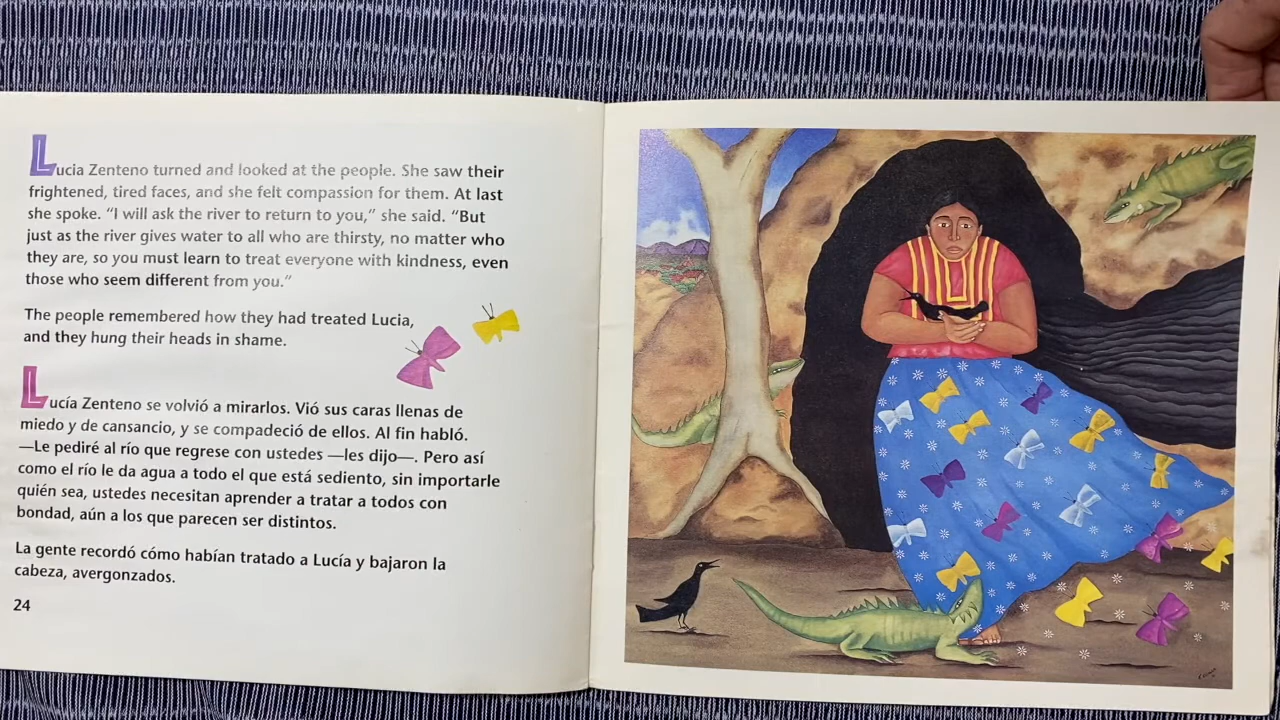 Lucia Zenteno turned and looked at the people. She saw their
frightened, tired faces, and she felt compassion for them. At last
she spoke. “I will ask the river to return to you,” she said. “But
just as the river gives water to all who are thirsty, no matter who
they are, so you must learn to treat everyone with kindness, even
those who seem different from you.”
The people remembered how they had treated Lucia,
and they hung their heads in shame.
Lucía Zenteno se volvió a mirarlos. Vió sus caras llenas de
miedo y de cansancio, y se compadeció de ellos. Al fin habló.
—Le pediré al río que regrese con ustedes —les dijo—. Pero así
como el río le da agua a todo el que está sediento, sin importarle
quién sea, ustedes necesitan aprender a tratar a todos con
bondad, aún a los que parecen ser distintos.
La gente recordó cómo habían tratado a Lucía y bajaron la
cabeza, avergonzados.
24